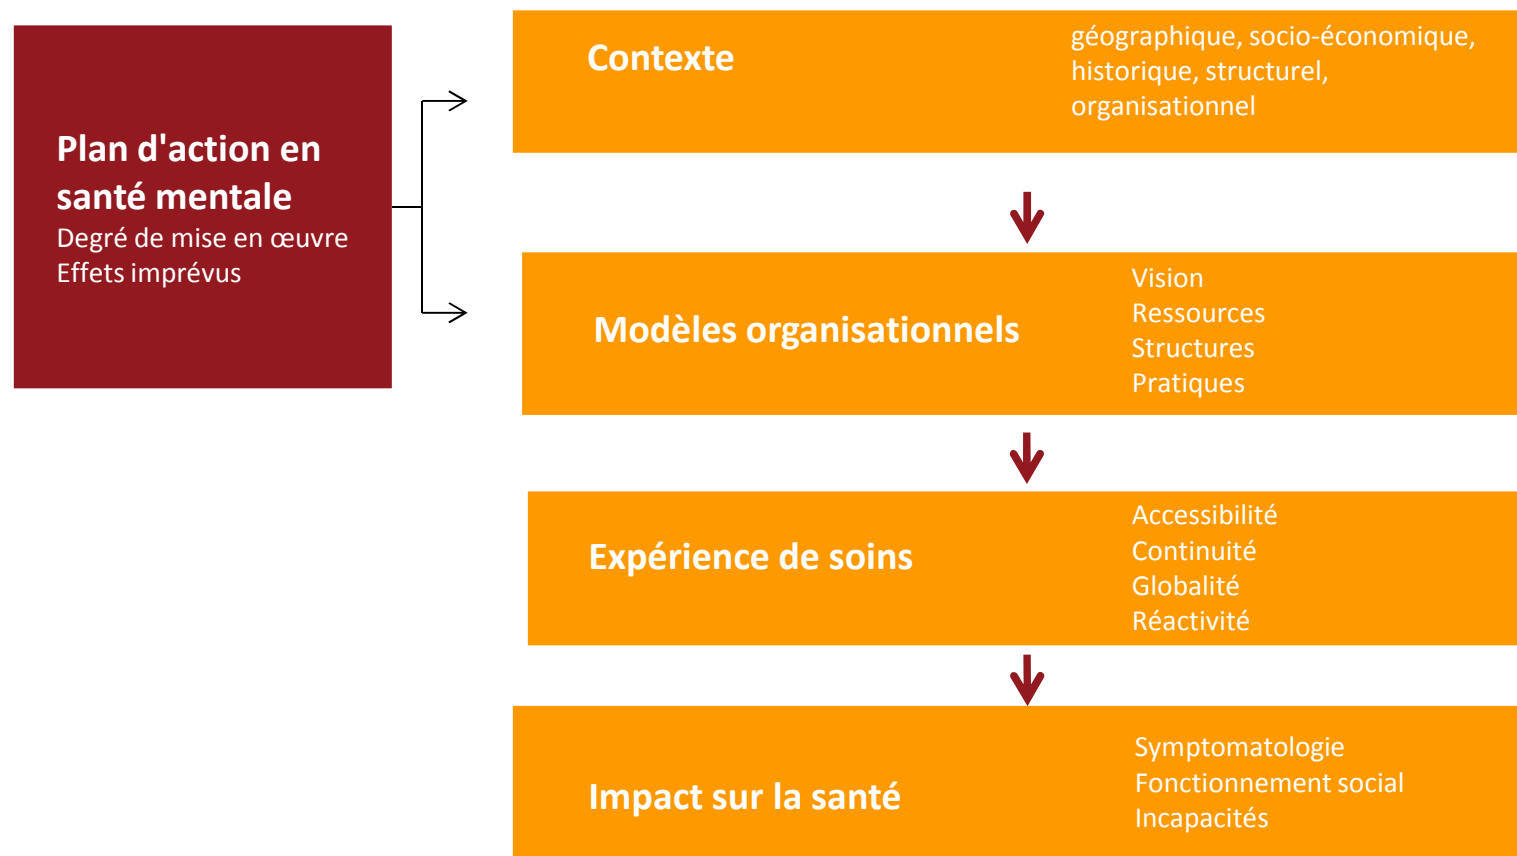 Plan d'action en
santé mentale
Degré de mise en œuvre
Effets imprévus
Contexte
géographique, socio-économique,
historique, structurel,
organisationnel
Modèles organisationnels
Vision
Ressources
Structures
Pratiques
Expérience de soins
Accessibilité
Continuité
Globalité
Réactivité
Impact sur la santé
Symptomatologie
Fonctionnement social
Incapacités